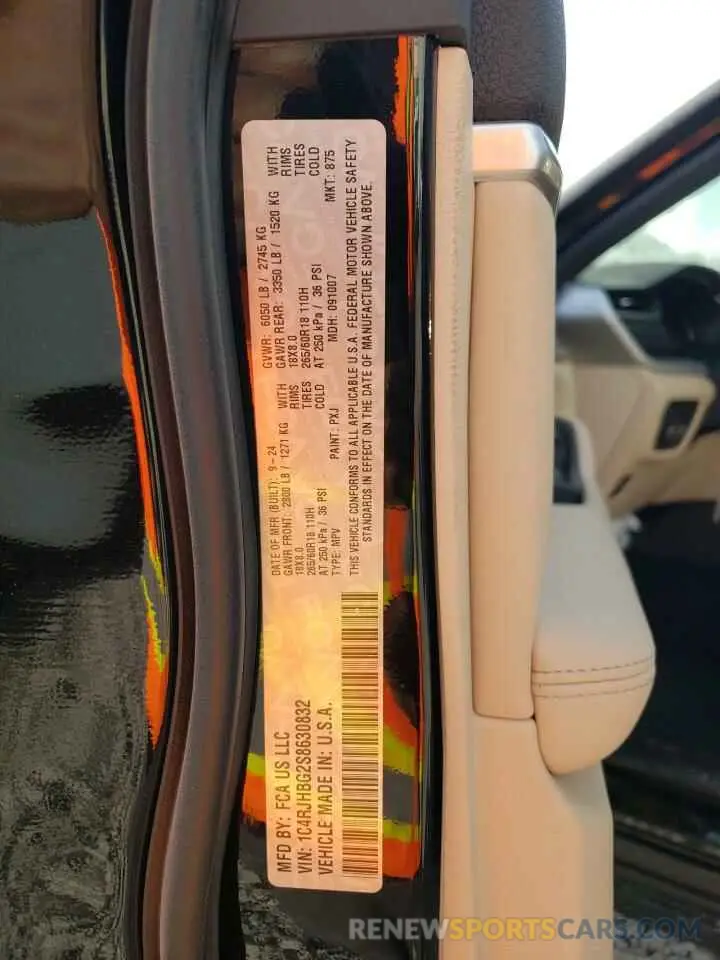 MFD BY: FCA US LLC
VIN: 1C4RJHBG2S8630832
VEHICLE MADE IN: U.S.A.
DATE OF MFR (BUILT): 9-24
GAWR FRONT: 2800 LB / 1271 KG WITH
18X8.0 RIMS
265/60R18 110H TIRES
AT 250 kPa / 36 PSI COLD
TYPE: MPV PAINT: PXJ
GVWR: 6050 LB / 2745 KG
GAWR REAR: 3350 LB / 1520 KG WITH
18X8.0 RIMS
265/60R18 110H TIRES
AT 250 kPa / 36 PSI COLD
MDH: 091007 MKT: 875
THIS VEHICLE CONFORMS TO ALL APPLICABLE U.S.A. FEDERAL MOTOR VEHICLE SAFETY
STANDARDS IN EFFECT ON THE DATE OF MANUFACTURE SHOWN ABOVE.
RENEWSPORTSCARS.COM